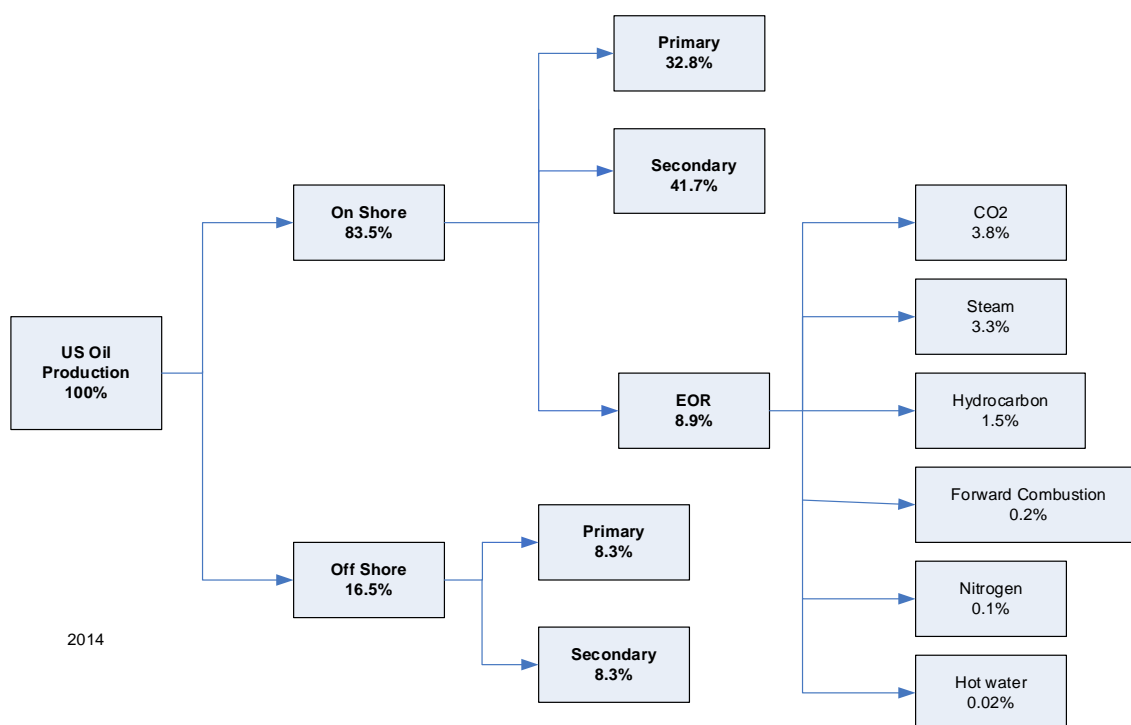 US Oil
Production
100%
On Shore
83.5%
Off Shore
16.5%
Primary
32.8%
Secondary
41.7%
EOR
8.9%
Primary
8.3%
Secondary
8.3%
CO2
3.8%
Steam
3.3%
Hydrocarbon
1.5%
Forward Combustion
0.2%
Nitrogen
0.1%
Hot water
0.02%
2014